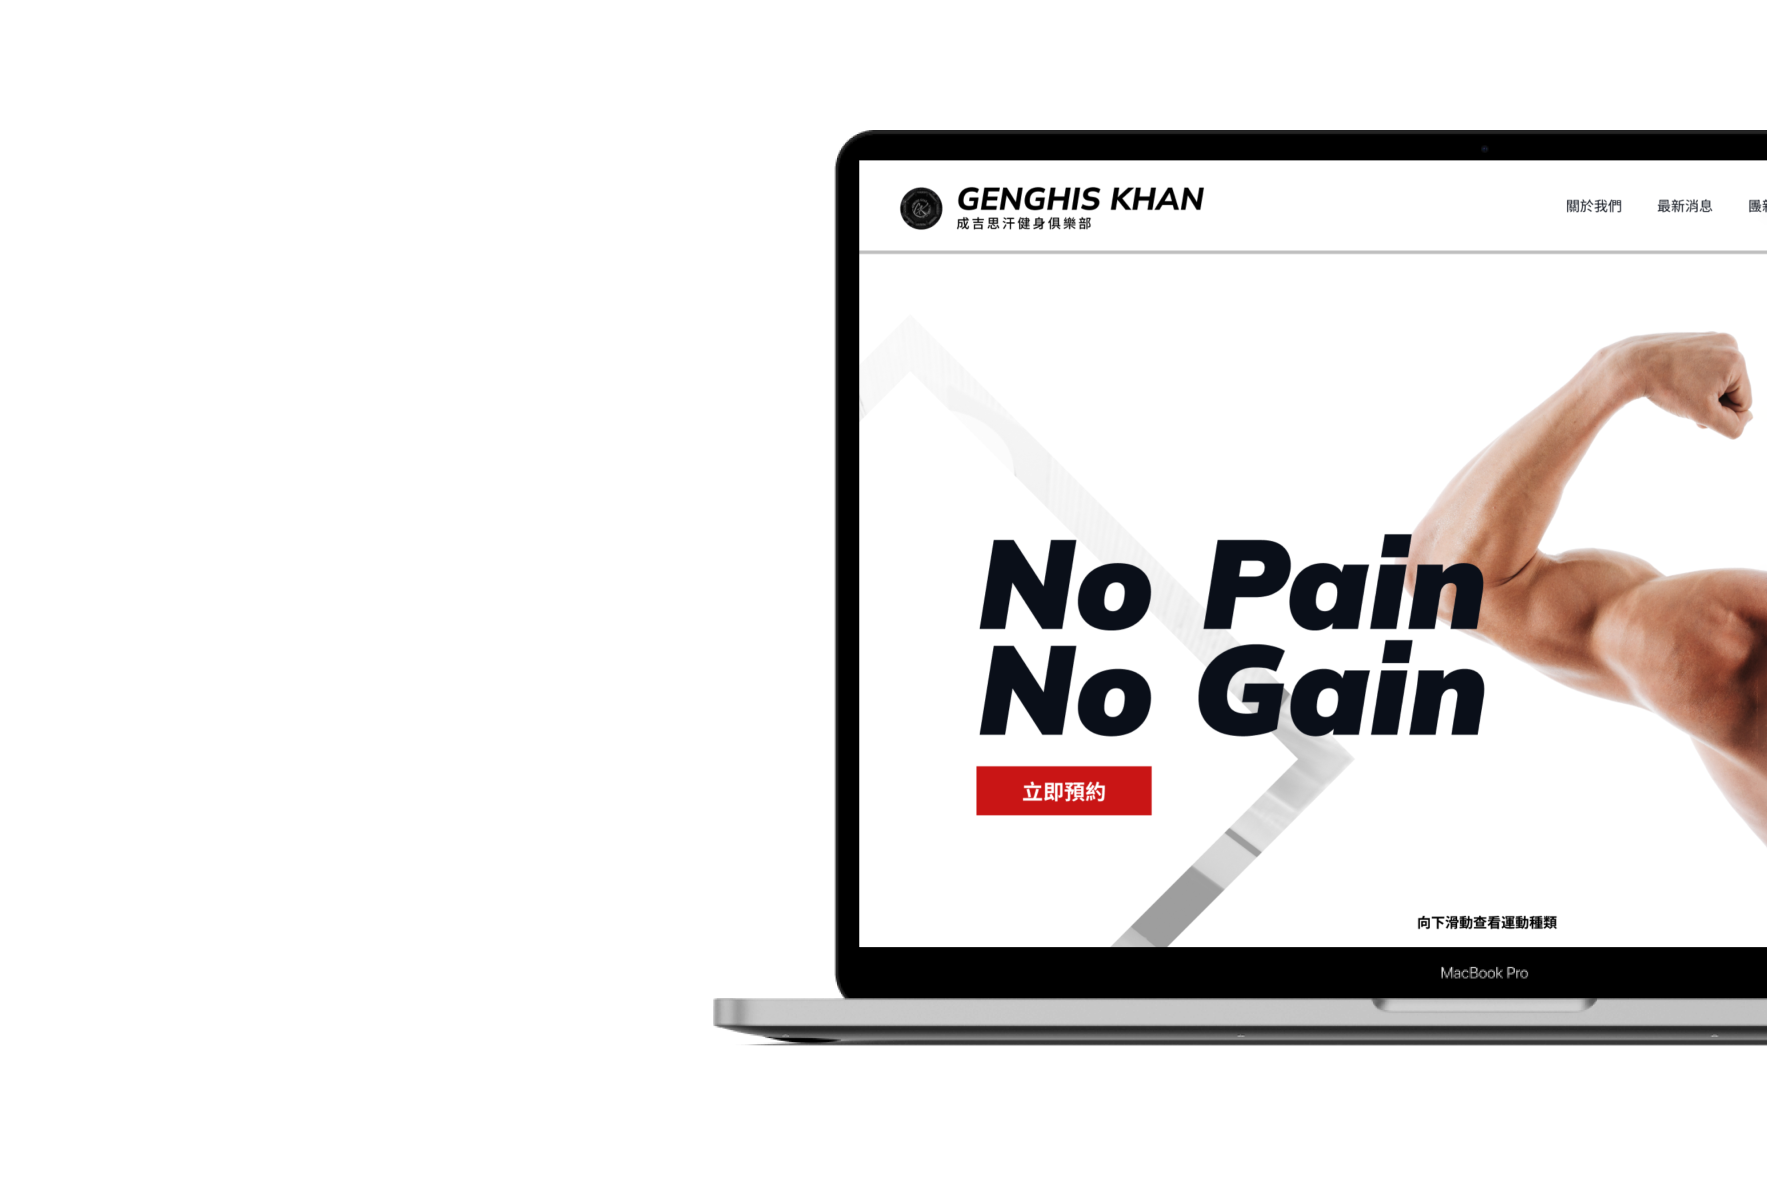 GENGHIS KHAN
成吉思汗健身俱樂部
關於我們 最新消息 團
No Pain
No Gain
立即預約
向下滑動查看運動種類
MacBook Pro